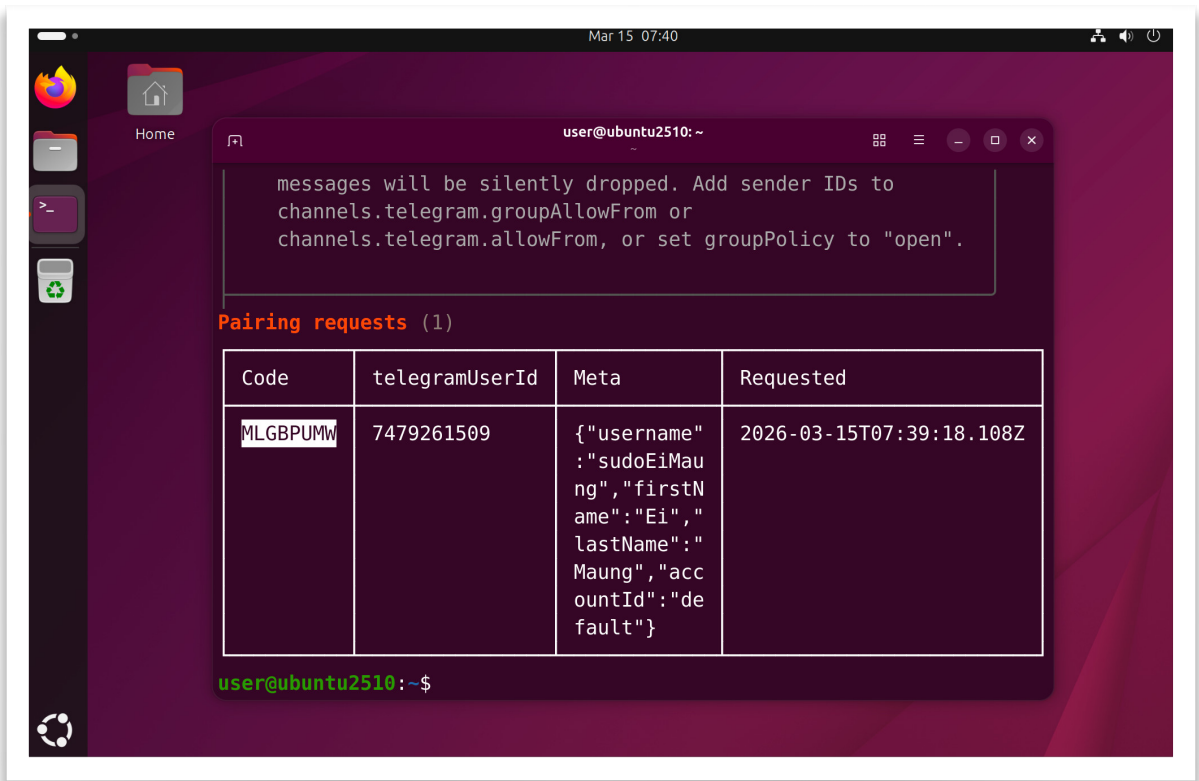 Mar 15 07:40
Home
user@ubuntu2510: ~
~
messages will be silently dropped. Add sender IDs to
channels.telegram.groupAllowFrom or
channels.telegram.allowFrom, or set groupPolicy to "open".
Pairing requests (1)
Code telegramUserId Meta Requested
MLGBPUMW 7479261509 {"username" 2026-03-15T07:39:18.108Z
:"sudoEiMau
ng","firstN
ame":"Ei","
lastName":"
Maung","acc
ountId":"de
fault"}
user@ubuntu2510:~$